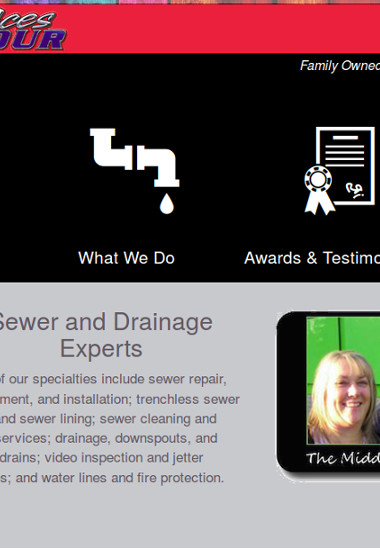 ces
OUR
Family Owned
What We Do
Awards & Testimo
Sewer and Drainage
Experts
of our specialties include sewer repair,
ment, and installation; trenchless sewer
and sewer lining; sewer cleaning and
services; drainage, downspouts, and
drains; video inspection and jetter
s; and water lines and fire protection.
The Midd